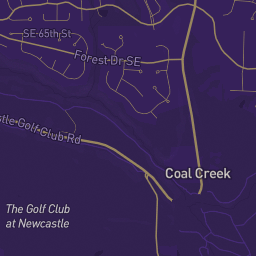 SE 65th St
Forest Dr SE
stle Golf Club Rd
Coal Creek
The Golf Club
at Newcastle